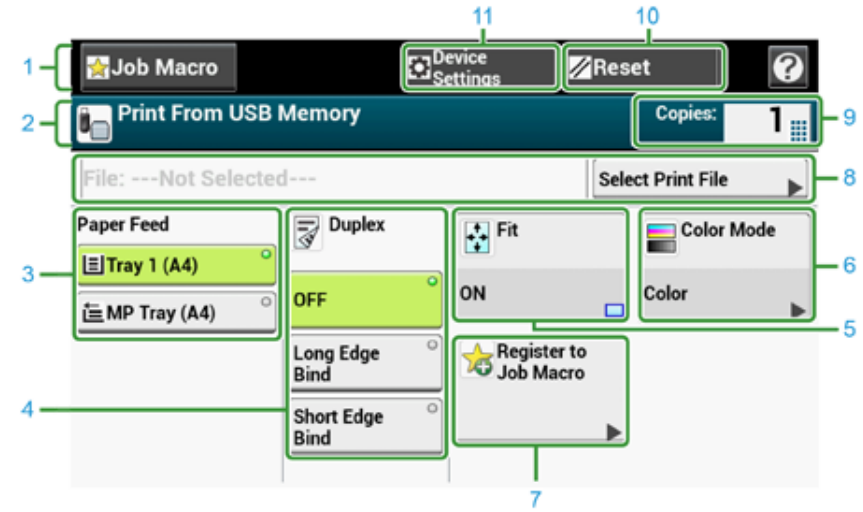 11
10
1
Job Macro
Device
Settings
Reset
?
2
Print From USB Memory
Copies:
1
9
File: ---Not Selected---
Select Print File
8
Paper Feed
Duplex
Fit
Color Mode
3
Tray 1 (A4)
MP Tray (A4)
OFF
ON
Color
6
5
Long Edge
Bind
Register to
Job Macro
4
Short Edge
Bind
7